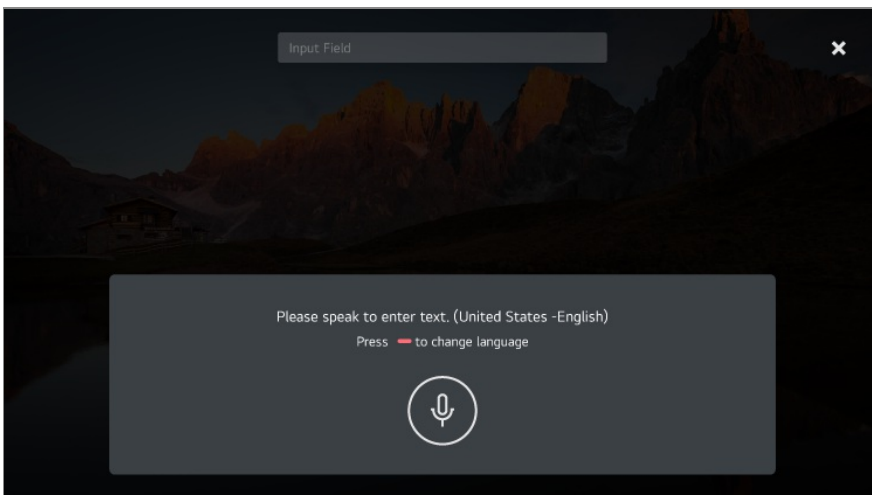 Input Field
Please speak to enter text. (United States -English)
Press to change language